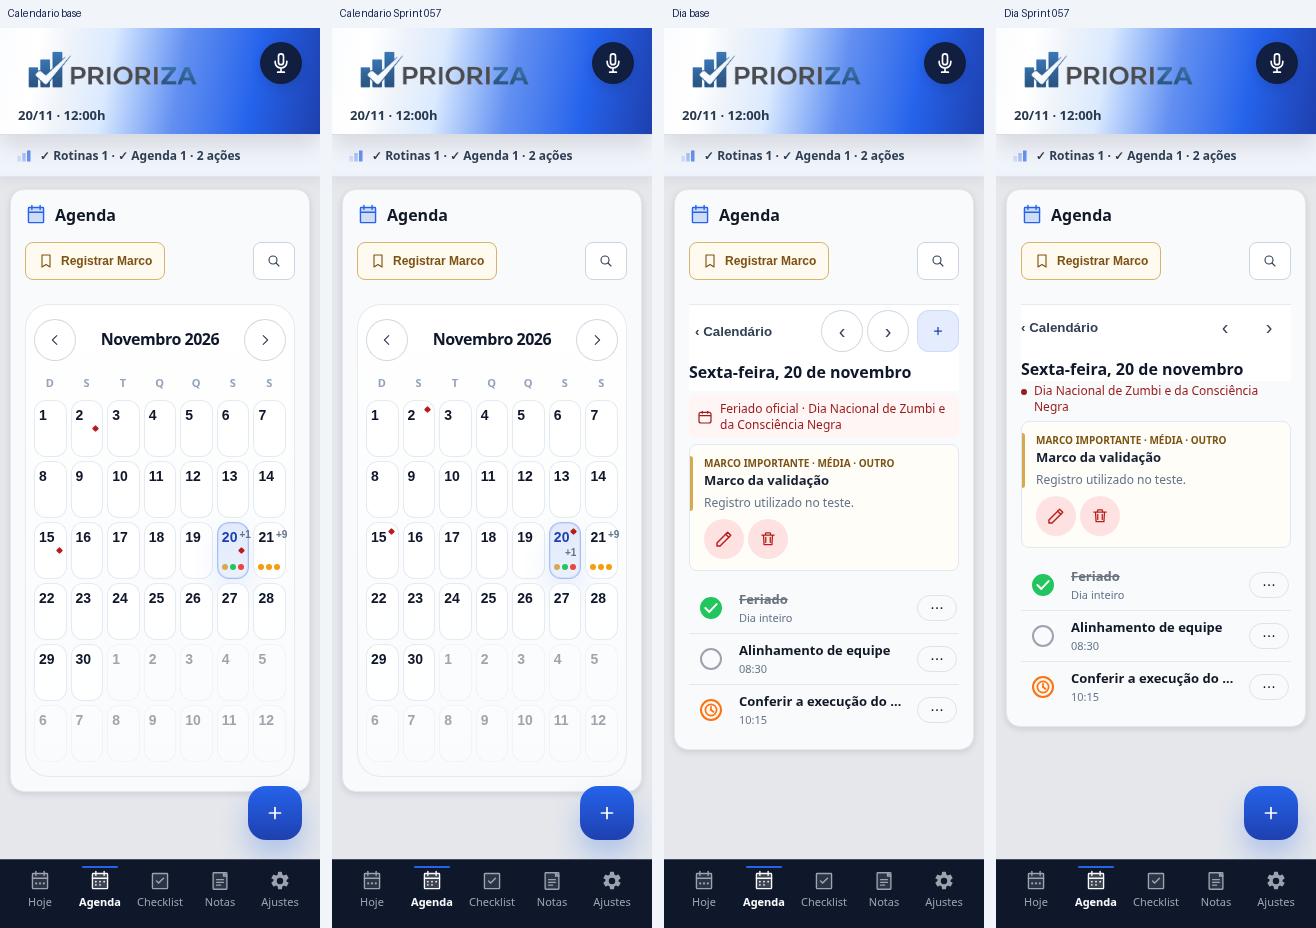 Calendario base
PRIORIZA
20/11 · 12:00h
✓ Rotinas 1 · ✓ Agenda 1 · 2 ações
Agenda
Registrar Marco
Novembro 2026
D S T Q Q S S
1 2 3 4 5 6 7
8 9 10 11 12 13 14
15 16 17 18 19 20 +1 21 +9
22 23 24 25 26 27 28
29 30 1 2 3 4 5
6 7 8 9 10 11 12
+
Hoje Agenda Checklist Notas Ajustes
Calendario Sprint 057
PRIORIZA
20/11 · 12:00h
✓ Rotinas 1 · ✓ Agenda 1 · 2 ações
Agenda
Registrar Marco
Novembro 2026
D S T Q Q S S
1 2 3 4 5 6 7
8 9 10 11 12 13 14
15 16 17 18 19 20 +1 21 +9
22 23 24 25 26 27 28
29 30 1 2 3 4 5
6 7 8 9 10 11 12
+
Hoje Agenda Checklist Notas Ajustes
Dia base
PRIORIZA
20/11 · 12:00h
✓ Rotinas 1 · ✓ Agenda 1 · 2 ações
Agenda
Registrar Marco
‹ Calendário ‹ › +
Sexta-feira, 20 de novembro
Feriado oficial · Dia Nacional de Zumbi e
da Consciência Negra
MARCO IMPORTANTE · MÉDIA · OUTRO
Marco da validação
Registro utilizado no teste.
Feriado ...
Dia inteiro
Alinhamento de equipe ...
08:30
Conferir a execução do ... ...
10:15
Hoje Agenda Checklist Notas Ajustes
Dia Sprint 057
PRIORIZA
20/11 · 12:00h
✓ Rotinas 1 · ✓ Agenda 1 · 2 ações
Agenda
Registrar Marco
‹ Calendário ‹ ›
Sexta-feira, 20 de novembro
Dia Nacional de Zumbi e da Consciência
Negra
MARCO IMPORTANTE · MÉDIA · OUTRO
Marco da validação
Registro utilizado no teste.
Feriado ...
Dia inteiro
Alinhamento de equipe ...
08:30
Conferir a execução do ... ...
10:15
+
Hoje Agenda Checklist Notas Ajustes